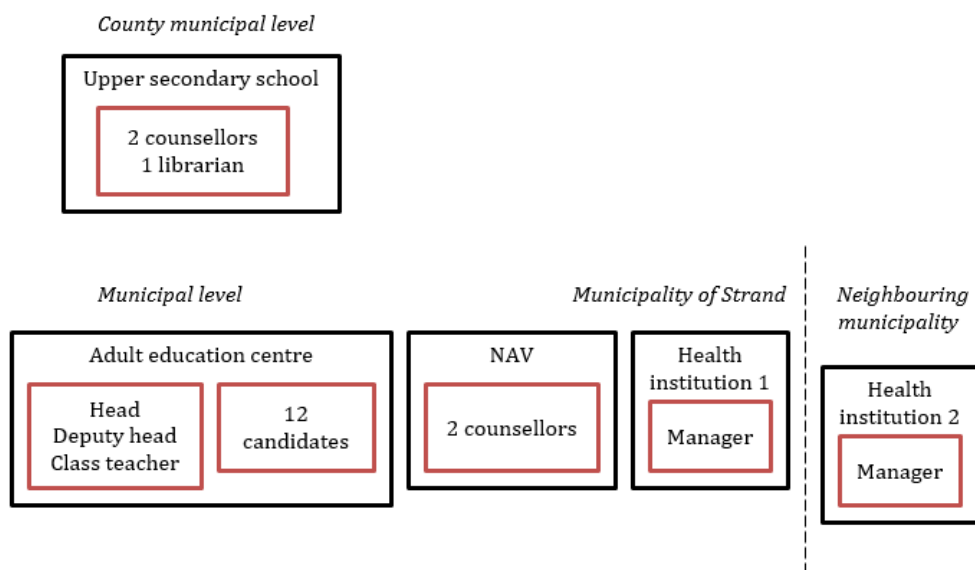 County municipal level
Upper secondary school
2 counsellors
1 librarian
Municipal level
Municipality of Strand
Neighbouring
municipality
Adult education centre
Head
Deputy head
Class teacher
12
candidates
NAV
2 counsellors
Health
institution 1
Manager
Health
institution 2
Manager